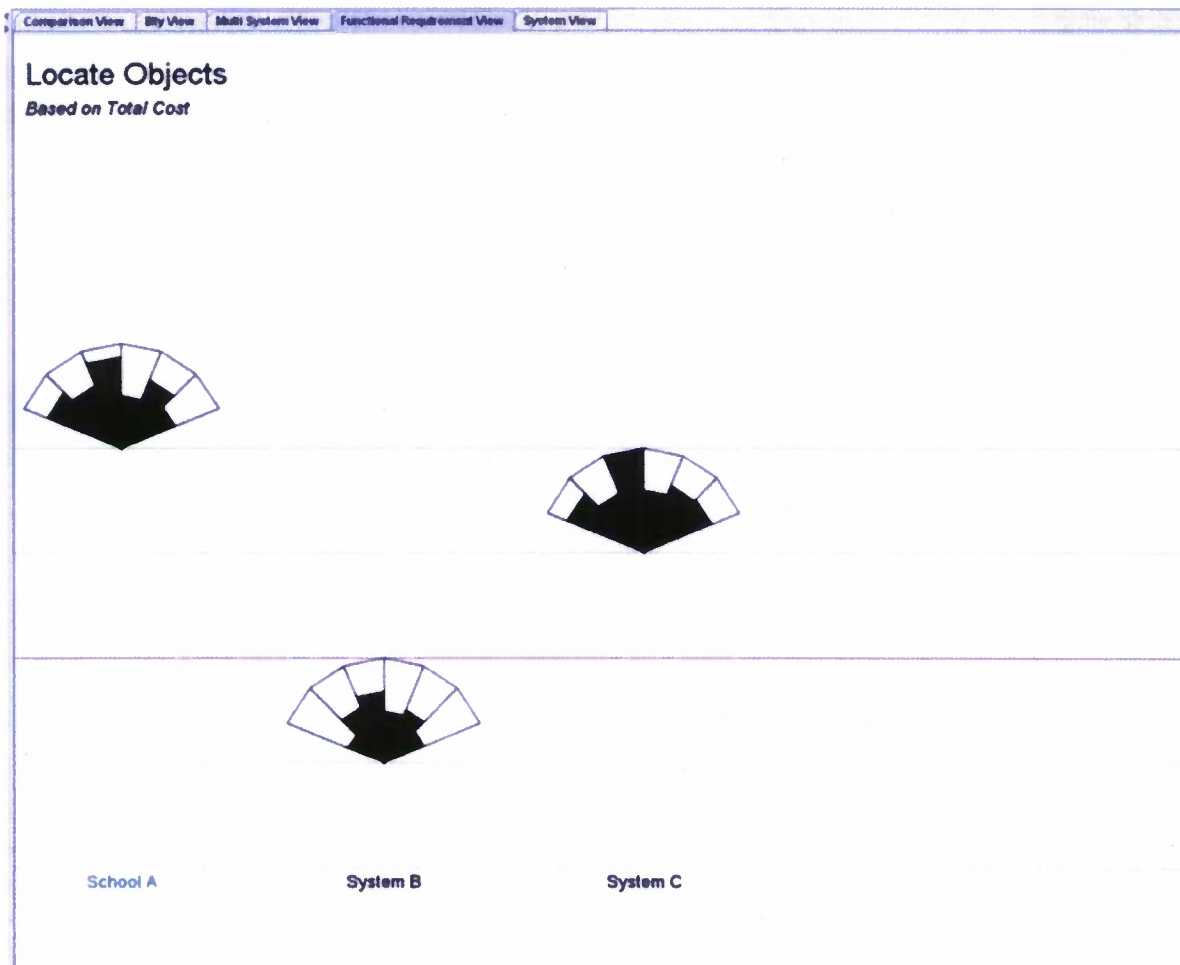 Comparison View Ility View Multi System View Functional Requirement View System View
Locate Objects
Based on Total Cost
School A System B System C